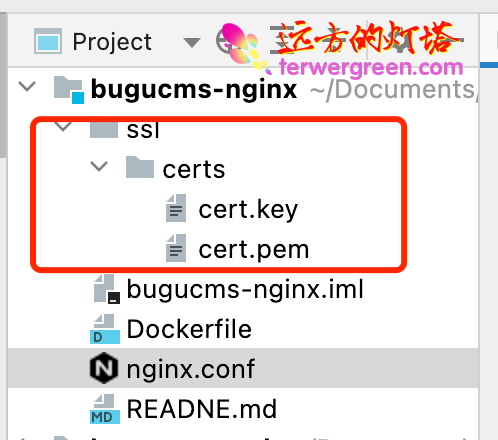 Project
远方的灯塔
terwergreen.com
bugucms-nginx ~/Documents/
ssl
certs
cert.key
cert.pem
bugucms-nginx.iml
Dockerfile
nginx.conf
READNE.md